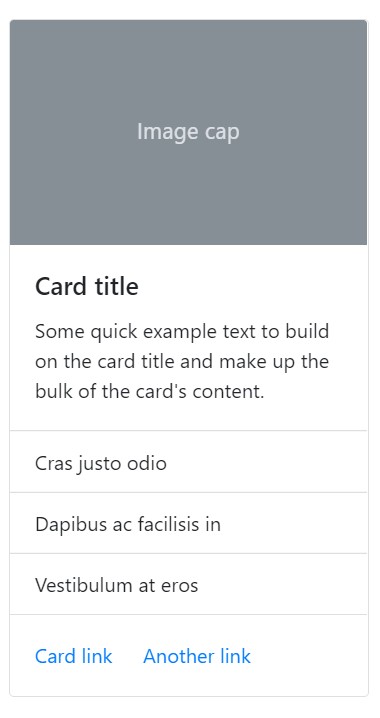 Image cap
Card title
Some quick example text to build
on the card title and make up the
bulk of the card's content.
Cras justo odio
Dapibus ac facilisis in
Vestibulum at eros
Card link Another link